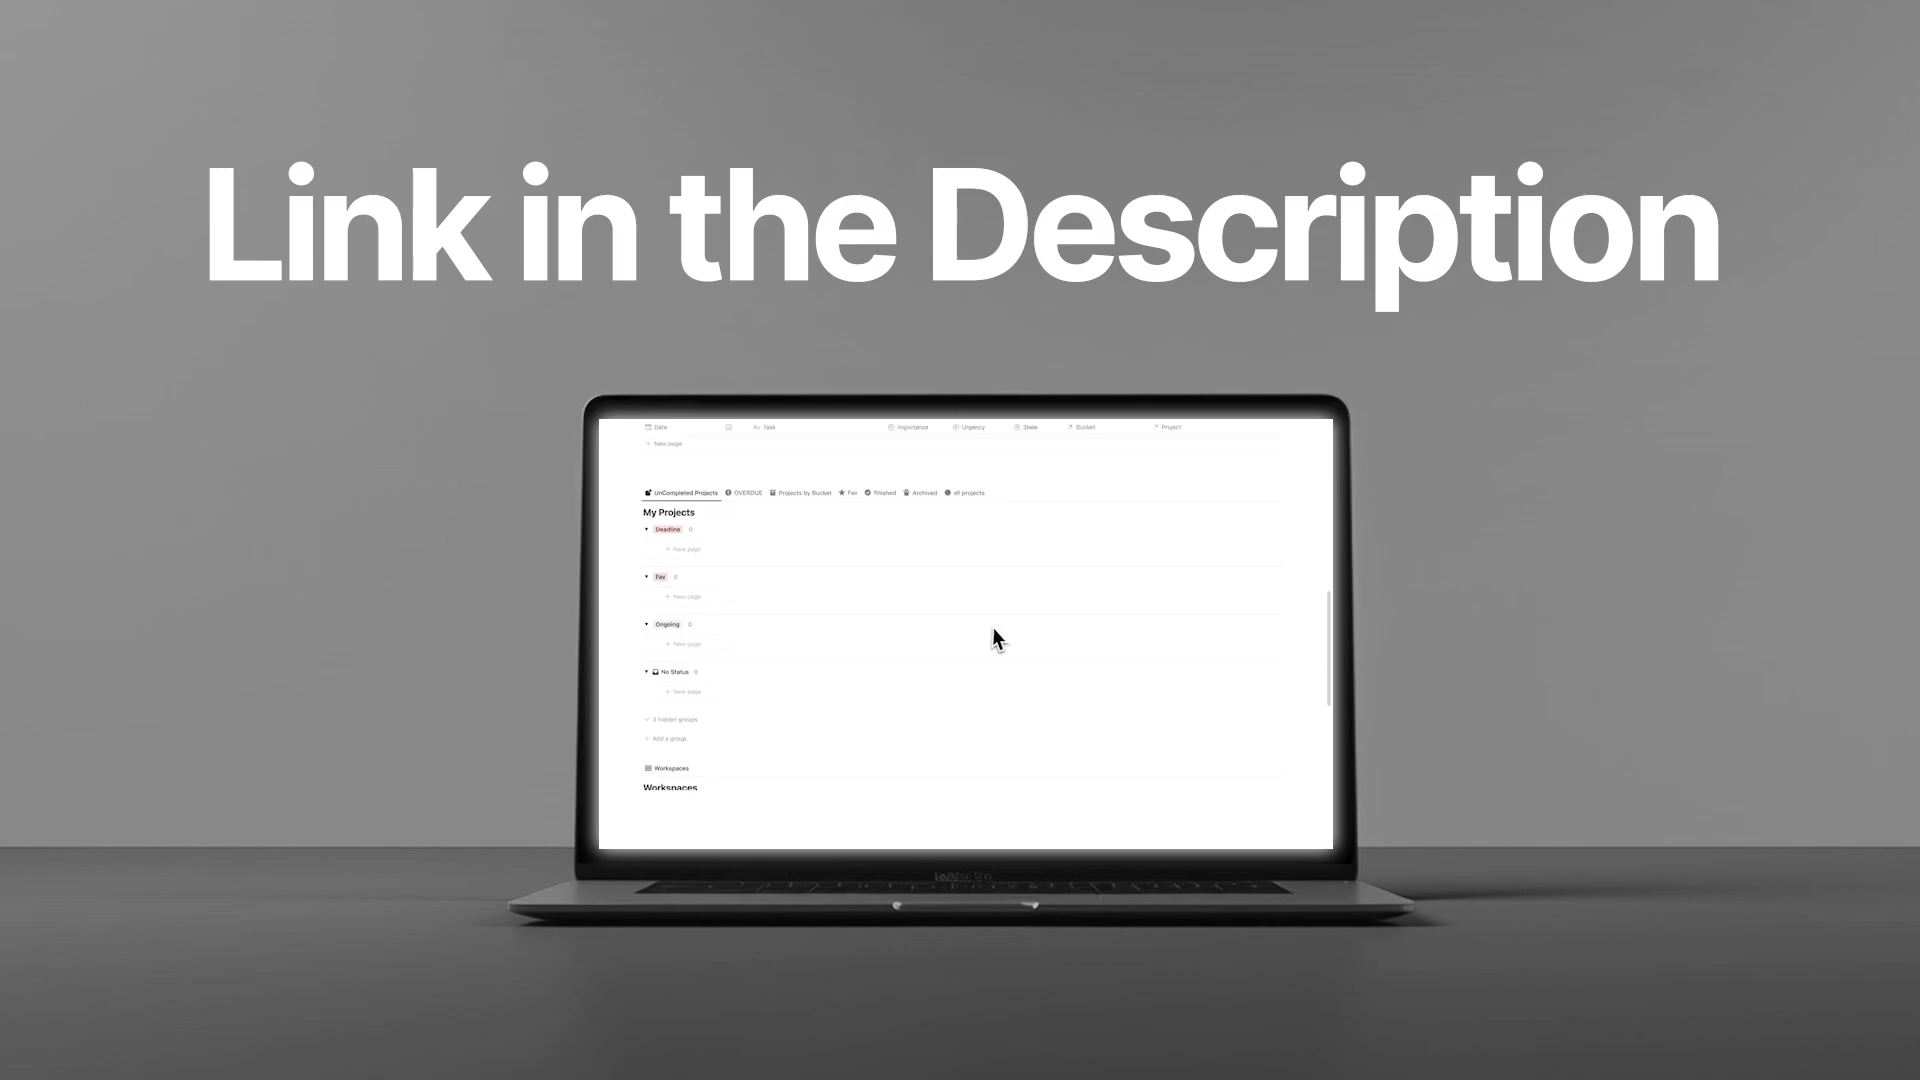 Link in the Description
Date Aa Task Importance Urgency State Bucket Project
+ New page
UnCompleted Projects OVERDUE Projects by Bucket Fav finished Archived all projects
My Projects
Deadline 0
+ New page
Fav 0
+ New page
Ongoing 0
+ New page
No Status 0
+ New page
3 hidden groups
+ Add a group
Workspaces
Workspaces